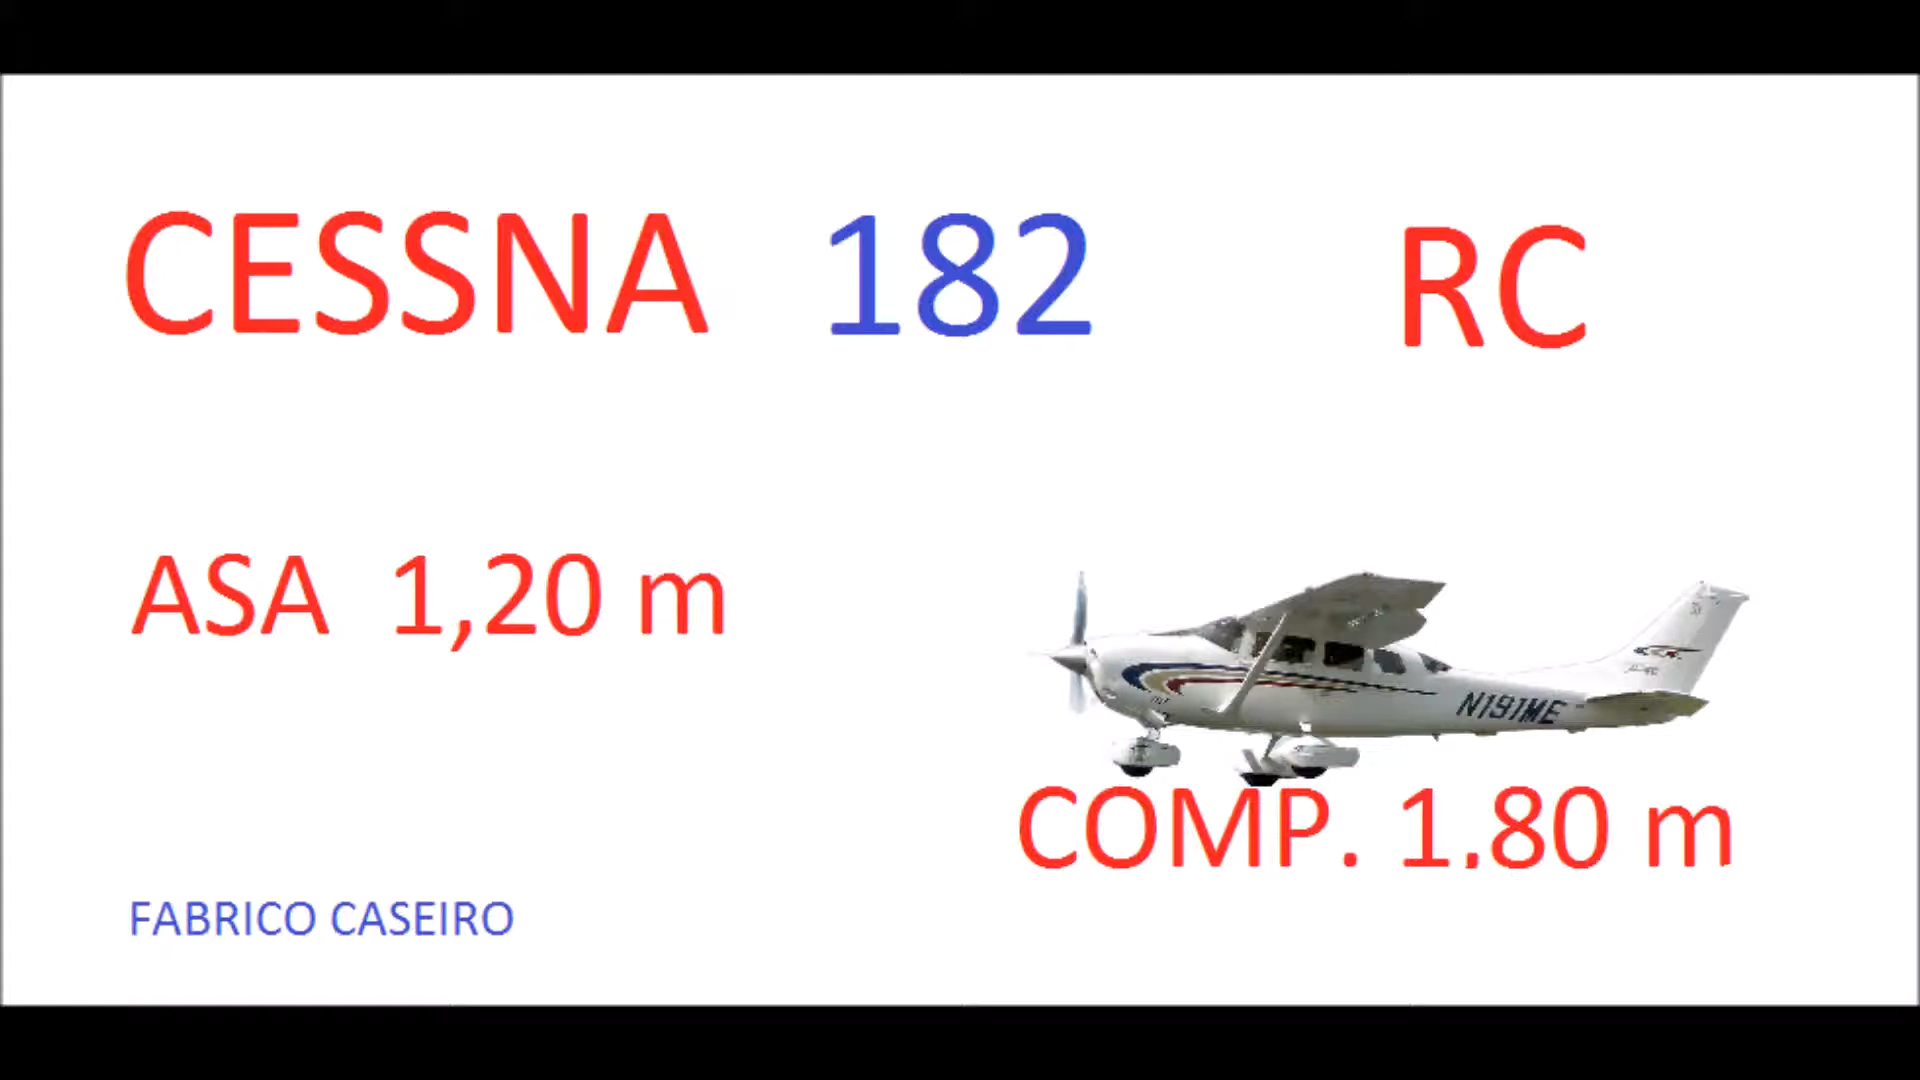 CESSNA 182 RC
ASA 1,20 m
N191ME
COMP. 1.80 m
FABRICO CASEIRO